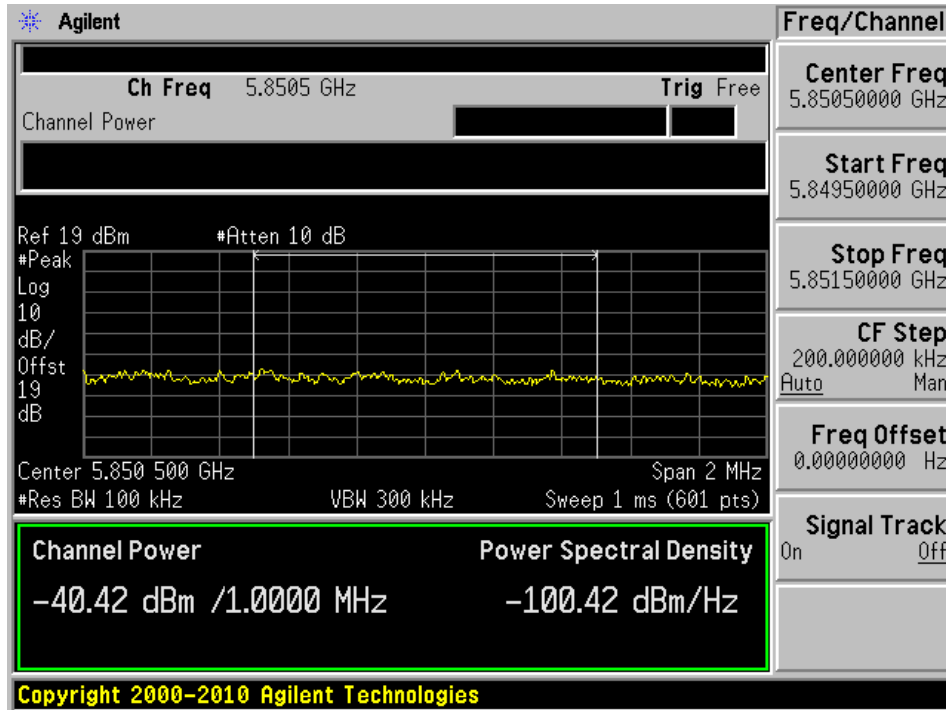 Agilent
Ch Freq 5.8505 GHz Trig Free
Channel Power
Ref 19 dBm #Atten 10 dB
#Peak
Log
10
dB/
Offst
19
dB
Center 5.850 500 GHz Span 2 MHz
#Res BW 100 kHz VBW 300 kHz Sweep 1 ms (601 pts)
Channel Power Power Spectral Density
-40.42 dBm /1.0000 MHz -100.42 dBm/Hz
Copyright 2000-2010 Agilent Technologies
Freq/Channel
Center Freq
5.85050000 GHz
Start Freq
5.84950000 GHz
Stop Freq
5.85150000 GHz
CF Step
200.000000 kHz
Auto Man
Freq Offset
0.00000000 Hz
Signal Track
On Off